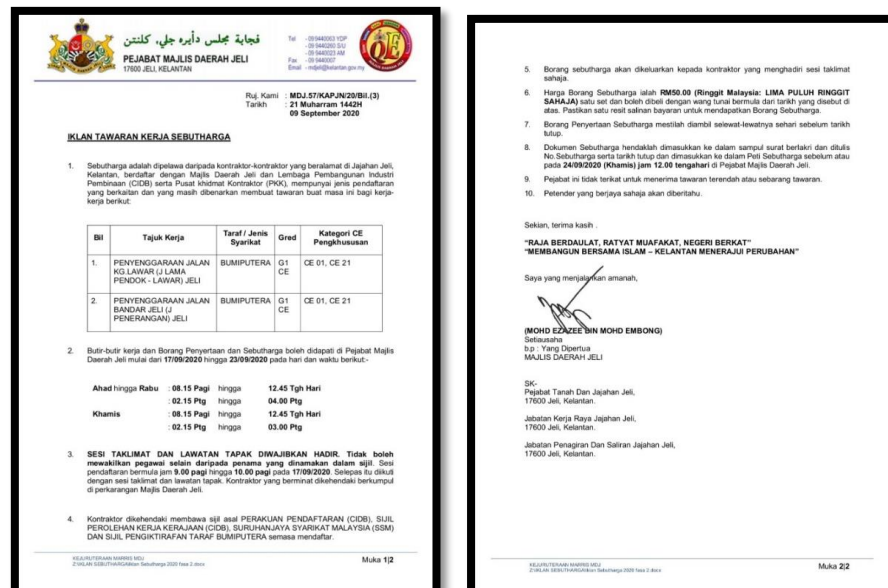 فجابة مجلس دأيره جلي، كلنتن
PEJABAT MAJLIS DAERAH JELI
17600 JELI, KELANTAN
Tel - 09 9440053 YDP
- 09 9440260 S/U
- 09 9440023 AM
Fax - 09 9440007
Email - mdjeli@kelantan.gov.my
Ruj. Kami : MDJ.57/KAPJN/20/Bil.(3)
Tarikh : 21 Muharram 1442H
09 September 2020
IKLAN TAWARAN KERJA SEBUTHARGA
1. Sebutharga adalah dipelawa daripada kontraktor-kontraktor yang beralamat di Jajahan Jeli,
Kelantan, berdaftar dengan Majlis Daerah Jeli dan Lembaga Pembangunan Industri
Pembinaan (CIDB) serta Pusat khidmat Kontraktor (PKK), mempunyai jenis pendaftaran
yang berkaitan dan yang masih dibenarkan membuat tawaran buat masa ini bagi kerja-
kerja berikut:
Bil Tajuk Kerja Taraf / Jenis Syarikat Gred Kategori CE Pengkhususan
1. PENYENGGARAAN JALAN BUMIPUTERA G1 CE 01, CE 21
KG.LAWAR (J LAMA CE
PENDOK - LAWAR) JELI
2. PENYENGGARAAN JALAN BUMIPUTERA G1 CE 01, CE 21
BANDAR JELI (J CE
PENERANGAN) JELI
2. Butir-butir kerja dan Borang Penyertaan dan Sebutharga boleh didapati di Pejabat Majlis
Daerah Jeli mulai dari 17/09/2020 hingga 23/09/2020 pada hari dan waktu berikut:-
Ahad hingga Rabu : 08.15 Pagi hingga 12.45 Tgh Hari
: 02.15 Ptg hingga 04.00 Ptg
Khamis : 08.15 Pagi hingga 12.45 Tgh Hari
: 02.15 Ptg hingga 03.00 Ptg
3. SESI TAKLIMAT DAN LAWATAN TAPAK DIWAJIBKAN HADIR. Tidak boleh
mewakilkan pegawai selain daripada penama yang dinamakan dalam sijil. Sesi
pendaftaran bermula jam 9.00 pagi hingga 10.00 pagi pada 17/09/2020. Selepas itu diikuti
dengan sesi taklimat dan lawatan tapak. Kontraktor yang berminat dikehendaki berkumpul
di perkarangan Majlis Daerah Jeli.
4. Kontraktor dikehendaki membawa sijil asal PERAKUAN PENDAFTARAN (CIDB), SIJIL
PEROLEHAN KERJA KERAJAAN (CIDB), SURUHANJAYA SYARIKAT MALAYSIA (SSM)
DAN SIJIL PENGIKTIRAFAN TARAF BUMIPUTERA semasa mendaftar.
KEJURUTERAAN MARRIS MDJ
Muka 1|2
5. Borang sebutharga akan dikeluarkan kepada kontraktor yang menghadiri sesi taklimat
sahaja.
6. Harga Borang Sebutharga ialah RM50.00 (Ringgit Malaysia: LIMA PULUH RINGGIT
SAHAJA) satu set dan boleh dibeli dengan wang tunai bermula dari tarikh yang disebut di
atas. Pastikan satu resit salinan bayaran untuk mendapatkan Borang Sebutharga.
7. Borang Penyertaan Sebutharga mestilah diambil selewat-lewatnya sehari sebelum tarikh
tutup.
8. Dokumen Sebutharga hendaklah dimasukkan ke dalam sampul surat berlakri dan ditulis
No.Sebutharga serta tarikh tutup dan dimasukkan ke dalam Peti Sebutharga sebelum atau
pada 24/09/2020 (Khamis) jam 12.00 tengahari di Pejabat Majlis Daerah Jeli.
9. Pejabat ini tidak terikat untuk menerima tawaran terendah atau sebarang tawaran.
10. Petender yang berjaya sahaja akan diberitahu.
Sekian, terima kasih .
"RAJA BERDAULAT, RATYAT MUAFAKAT, NEGERI BERKAT"
"MEMBANGUN BERSAMA ISLAM – KELANTAN MENERAJUI PERUBAHAN"
Saya yang menjalankan amanah,
(MOHD EZAZEE BIN MOHD EMBONG)
Setiausaha
b.p : Yang Dipertua
MAJLIS DAERAH JELI
SK-
Pejabat Tanah Dan Jajahan Jeli,
17600 Jeli, Kelantan.
Jabatan Kerja Raya Jajahan Jeli,
17600 Jeli, Kelantan.
Jabatan Penagiran Dan Saliran Jajahan Jeli,
17600 Jeli, Kelantan.
KEJURUTERAAN MARRIS MDJ
Muka 2|2